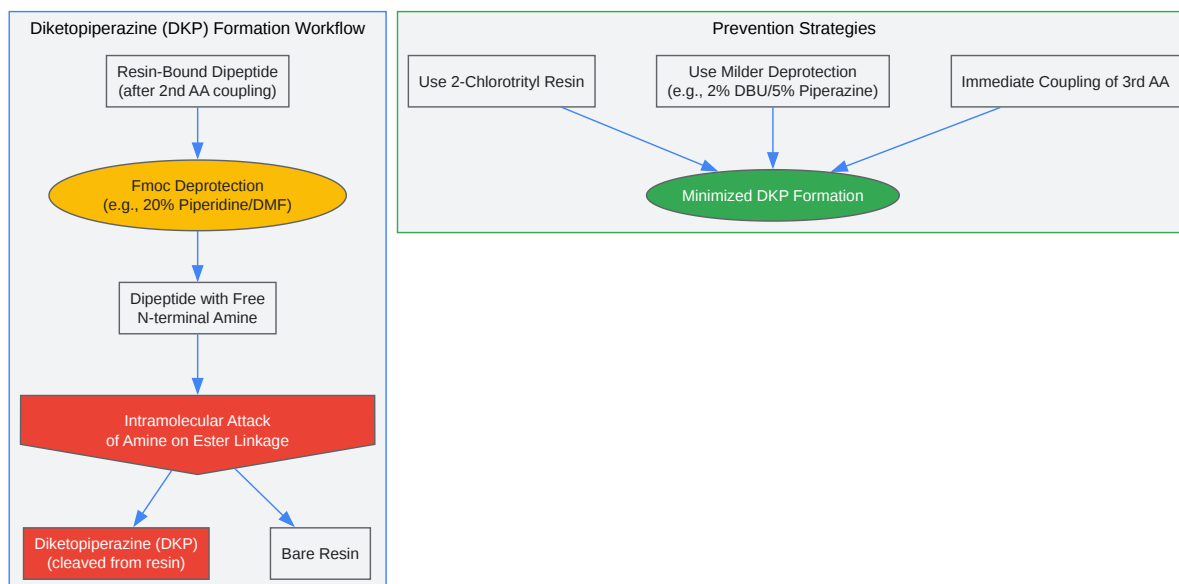 Diketopiperazine (DKP) Formation Workflow
Resin-Bound Dipeptide
(after 2nd AA coupling)
Fmoc Deprotection
(e.g., 20% Piperidine/DMF)
Dipeptide with Free
N-terminal Amine
Intramolecular Attack
of Amine on Ester Linkage
Diketopiperazine (DKP)
(cleaved from resin)
Bare Resin
Prevention Strategies
Use 2-Chlorotrityl Resin
Use Milder Deprotection
(e.g., 2% DBU/5% Piperazine)
Immediate Coupling of 3rd AA
Minimized DKP Formation